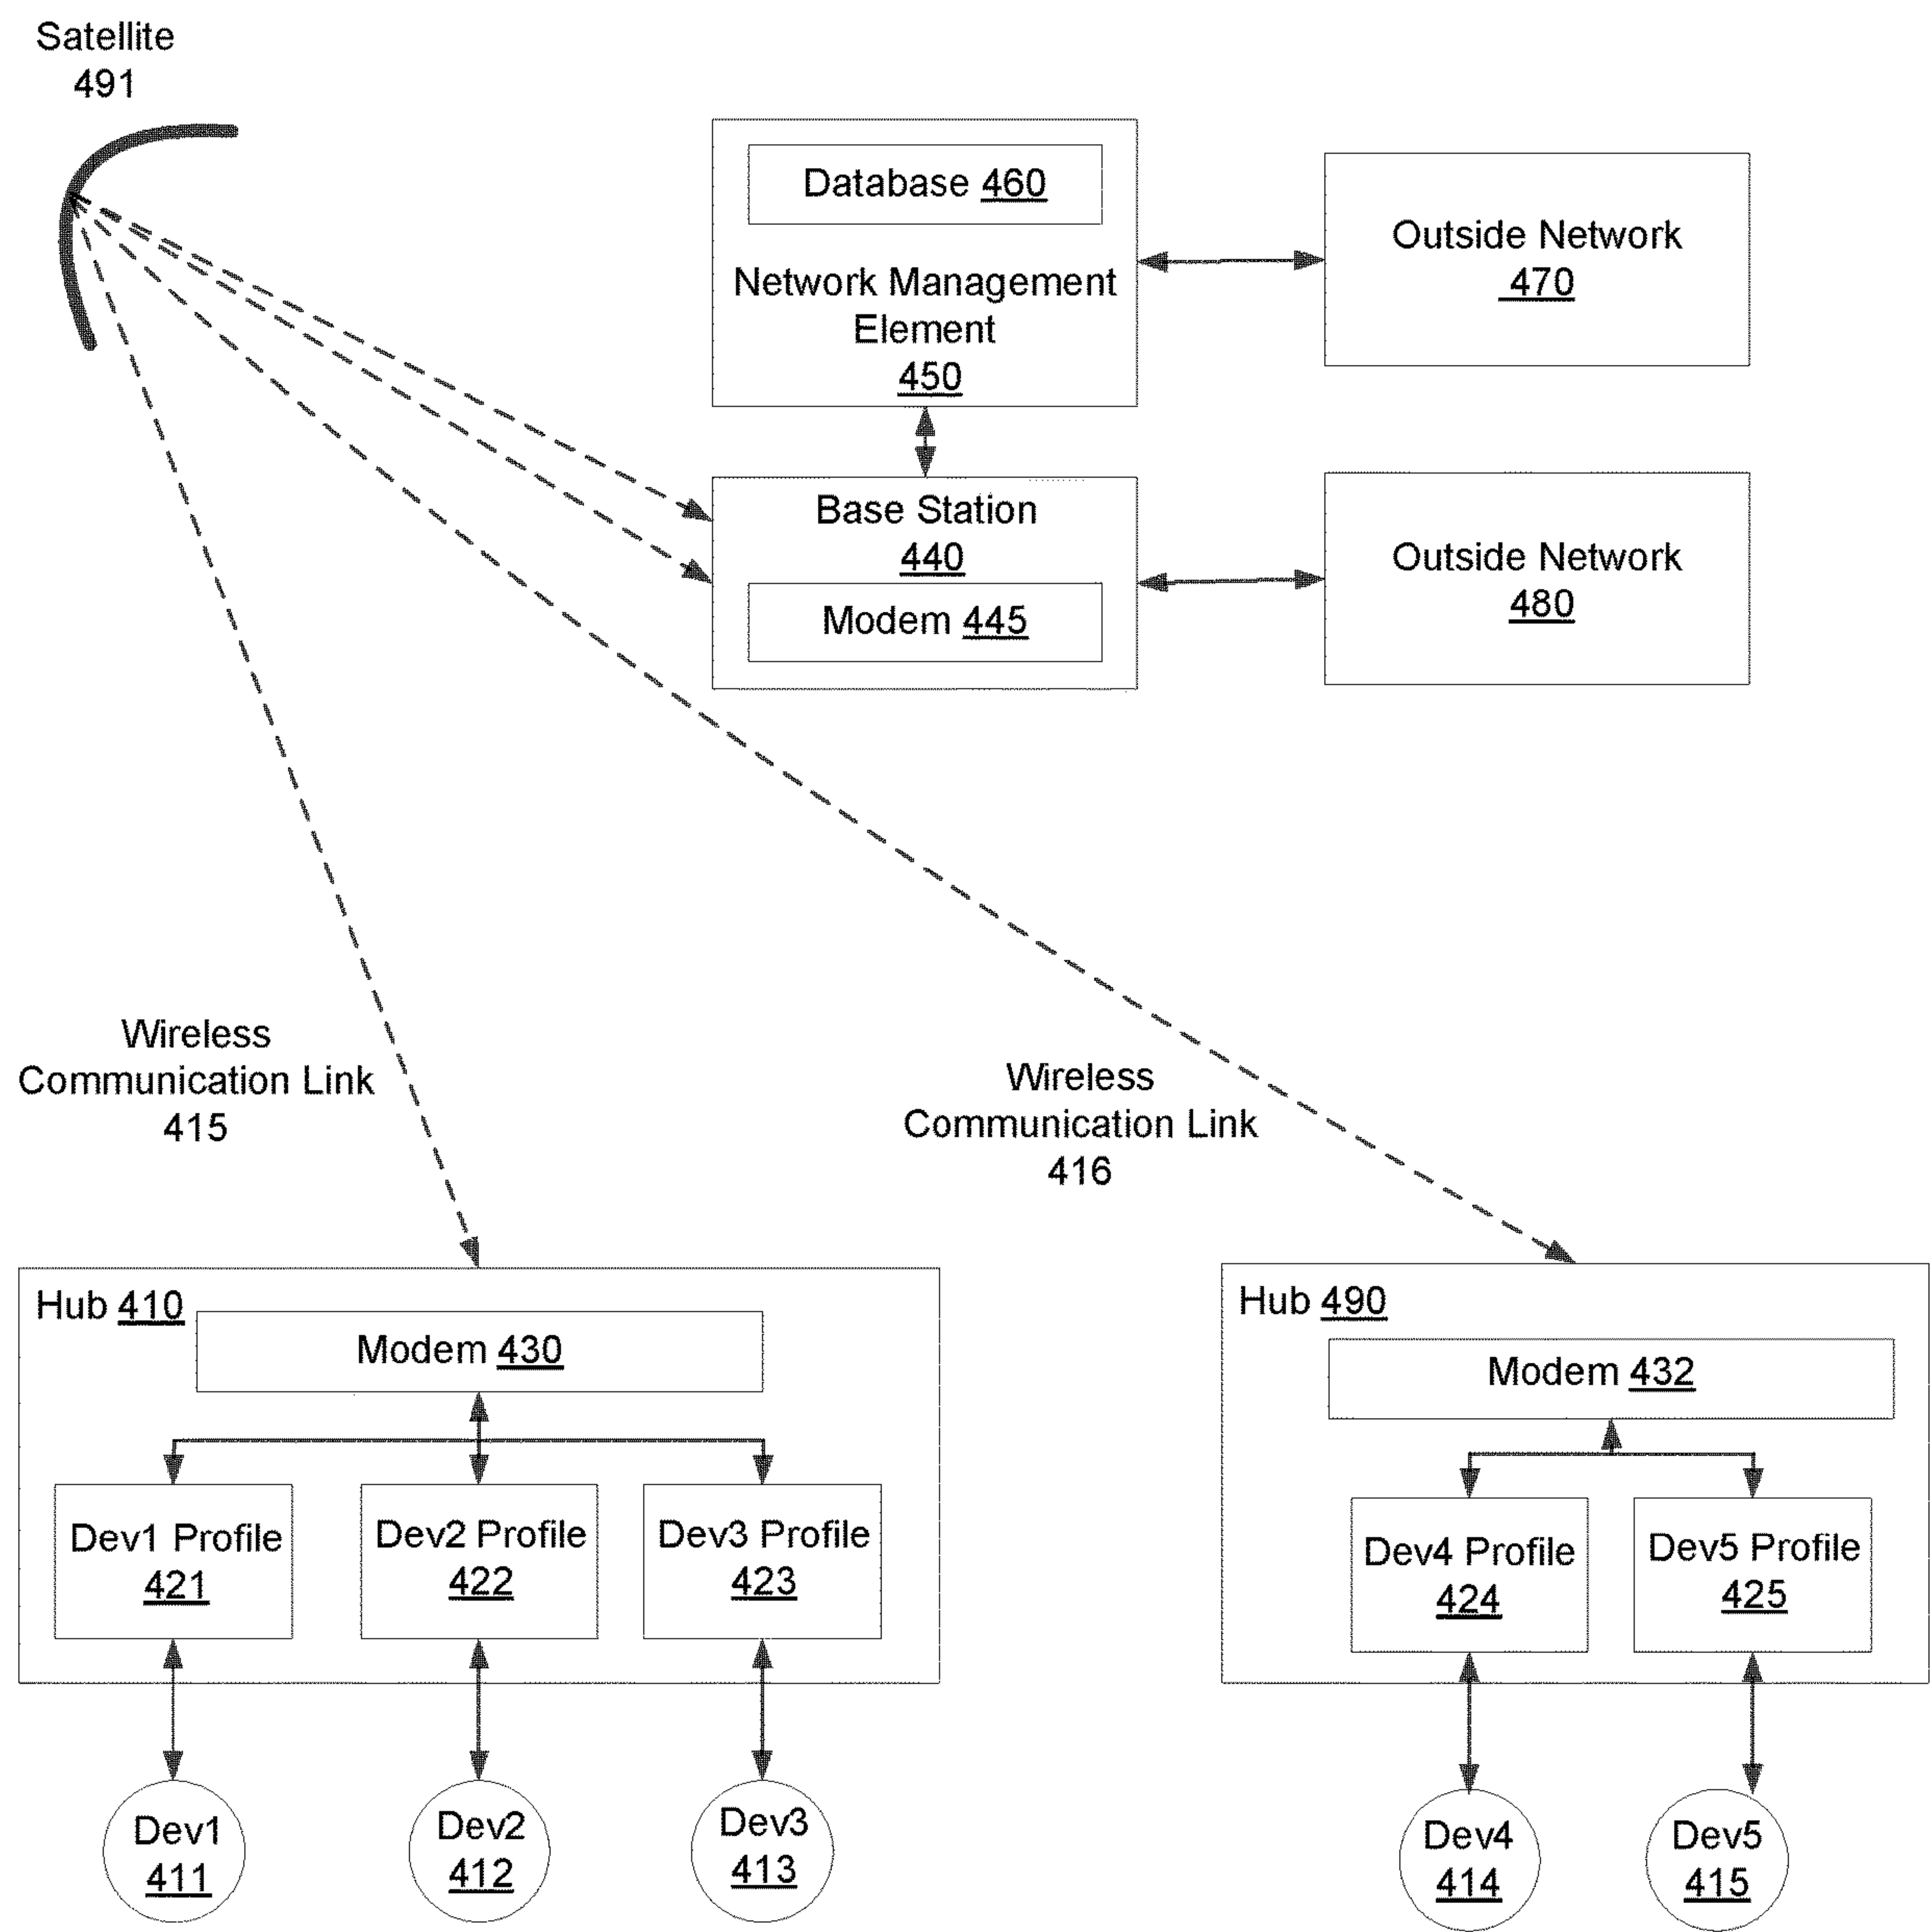 Satellite
491
Database 460
Network Management
Element
450
Outside Network
470
Base Station
440
Modem 445
Outside Network
480
Wireless
Communication Link
415
Wireless
Communication Link
416
Hub 410
Modem 430
Dev1 Profile
421
Dev2 Profile
422
Dev3 Profile
423
Hub 490
Modem 432
Dev4 Profile
424
Dev5 Profile
425
Dev1
411
Dev2
412
Dev3
413
Dev4
414
Dev5
415